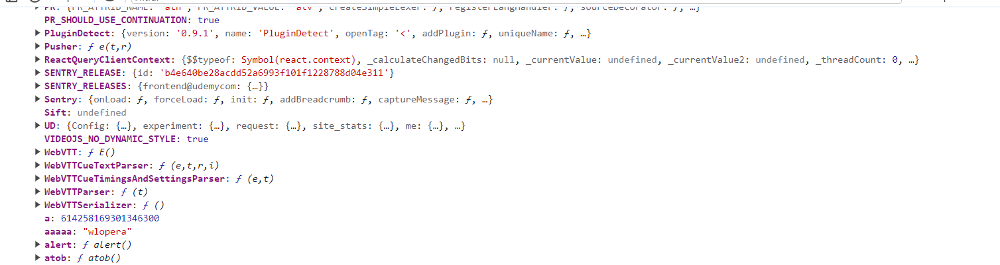 PR: {PR_ATTRIB_NAME: 'atn', PR_ATTRIB_VALUE: 'atv', createSimpleLexer: ƒ, registerLangHandler: ƒ, sourceDecorator: ƒ, …}
PR_SHOULD_USE_CONTINUATION: true
PluginDetect: {version: '0.9.1', name: 'PluginDetect', openTag: '<', addPlugin: ƒ, uniqueName: ƒ, …}
Pusher: ƒ e(t,r)
ReactQueryClientContext: {$$typeof: Symbol(react.context), _calculateChangedBits: null, _currentValue: undefined, _currentValue2: undefined, _threadCount: 0, …}
SENTRY_RELEASE: {id: 'b4e640be28acdd52a6993f101f1228788d04e311'}
SENTRY_RELEASES: {frontend@udemycom: {…}}
Sentry: {onLoad: ƒ, forceLoad: ƒ, init: ƒ, addBreadcrumb: ƒ, captureMessage: ƒ, …}
Sift: undefined
UD: {Config: {…}, experiment: {…}, request: {…}, site_stats: {…}, me: {…}, …}
VIDEOJS_NO_DYNAMIC_STYLE: true
WebVTT: ƒ E()
WebVTTCueTextParser: ƒ (e,t,r,i)
WebVTTCueTimingsAndSettingsParser: ƒ (e,t)
WebVTTParser: ƒ (t)
WebVTTSerializer: ƒ ()
a: 614258169301346300
aaaaa: "wlopera"
alert: ƒ alert()
atob: ƒ atob()